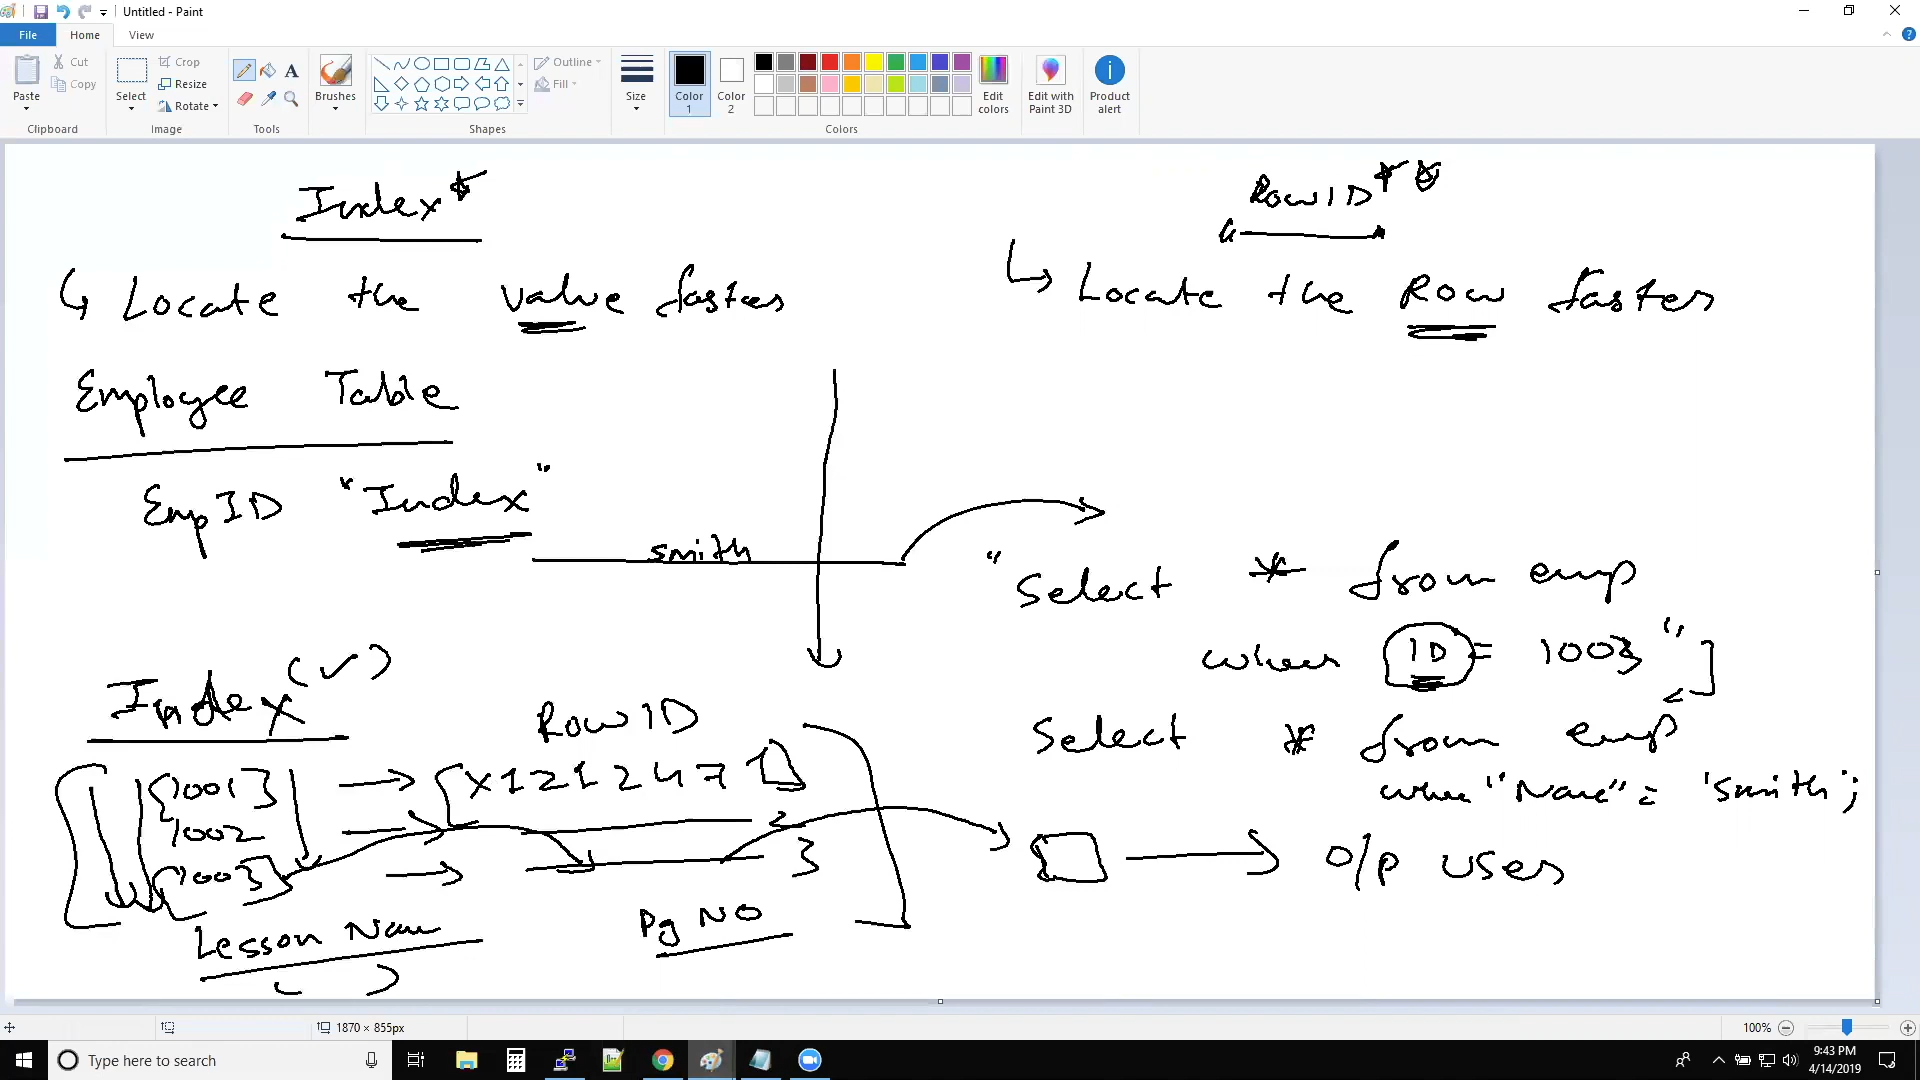 Untitled - Paint
File
Home
View
Paste
Cut
Copy
Clipboard
Select
Crop
Resize
Rotate
Image
A
Tools
Brushes
Shapes
Outline
Fill
Size
Color
1
Color
2
Edit
colors
Colors
Edit with
Paint 3D
Product
alert
Index
RowID
Locate the value faster
Locate the Row faster
Employee Table
EmpID "Index"
smith
"Select * from emp
where ID = 1003"
Index (✓)
RowID
Select * from emp
where "Name" = 'smith';
1001 → X1212471
1002 → 2
1003 → 3
→ O/P user
Lesson Name
Pg NO
( )
1870 × 855px
100%
Type here to search
9:43 PM
4/14/2019